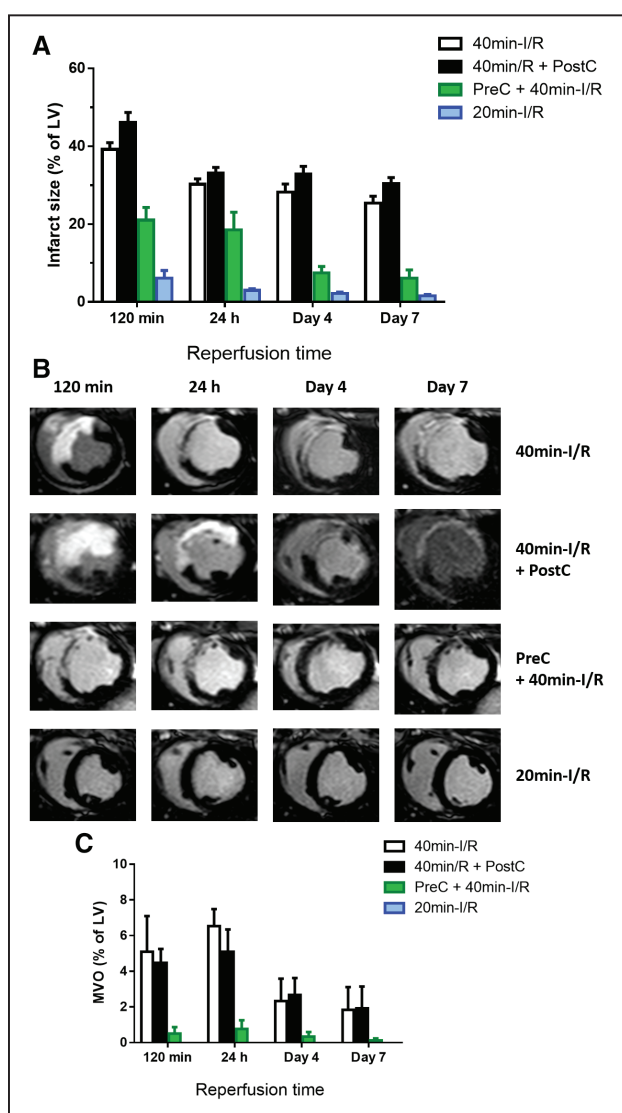 A
40min-I/R
40min/R + PostC
PreC + 40min-I/R
20min-I/R
Infarct size (% of LV)
60
40
20
0
120 min 24 h Day 4 Day 7
Reperfusion time
B
120 min 24 h Day 4 Day 7
40min-I/R
40min-I/R
+ PostC
PreC
+ 40min-I/R
20min-I/R
C
40min-I/R
40min/R + PostC
PreC + 40min-I/R
20min-I/R
MVO (% of LV)
10
8
6
4
2
0
120 min 24 h Day 4 Day 7
Reperfusion time